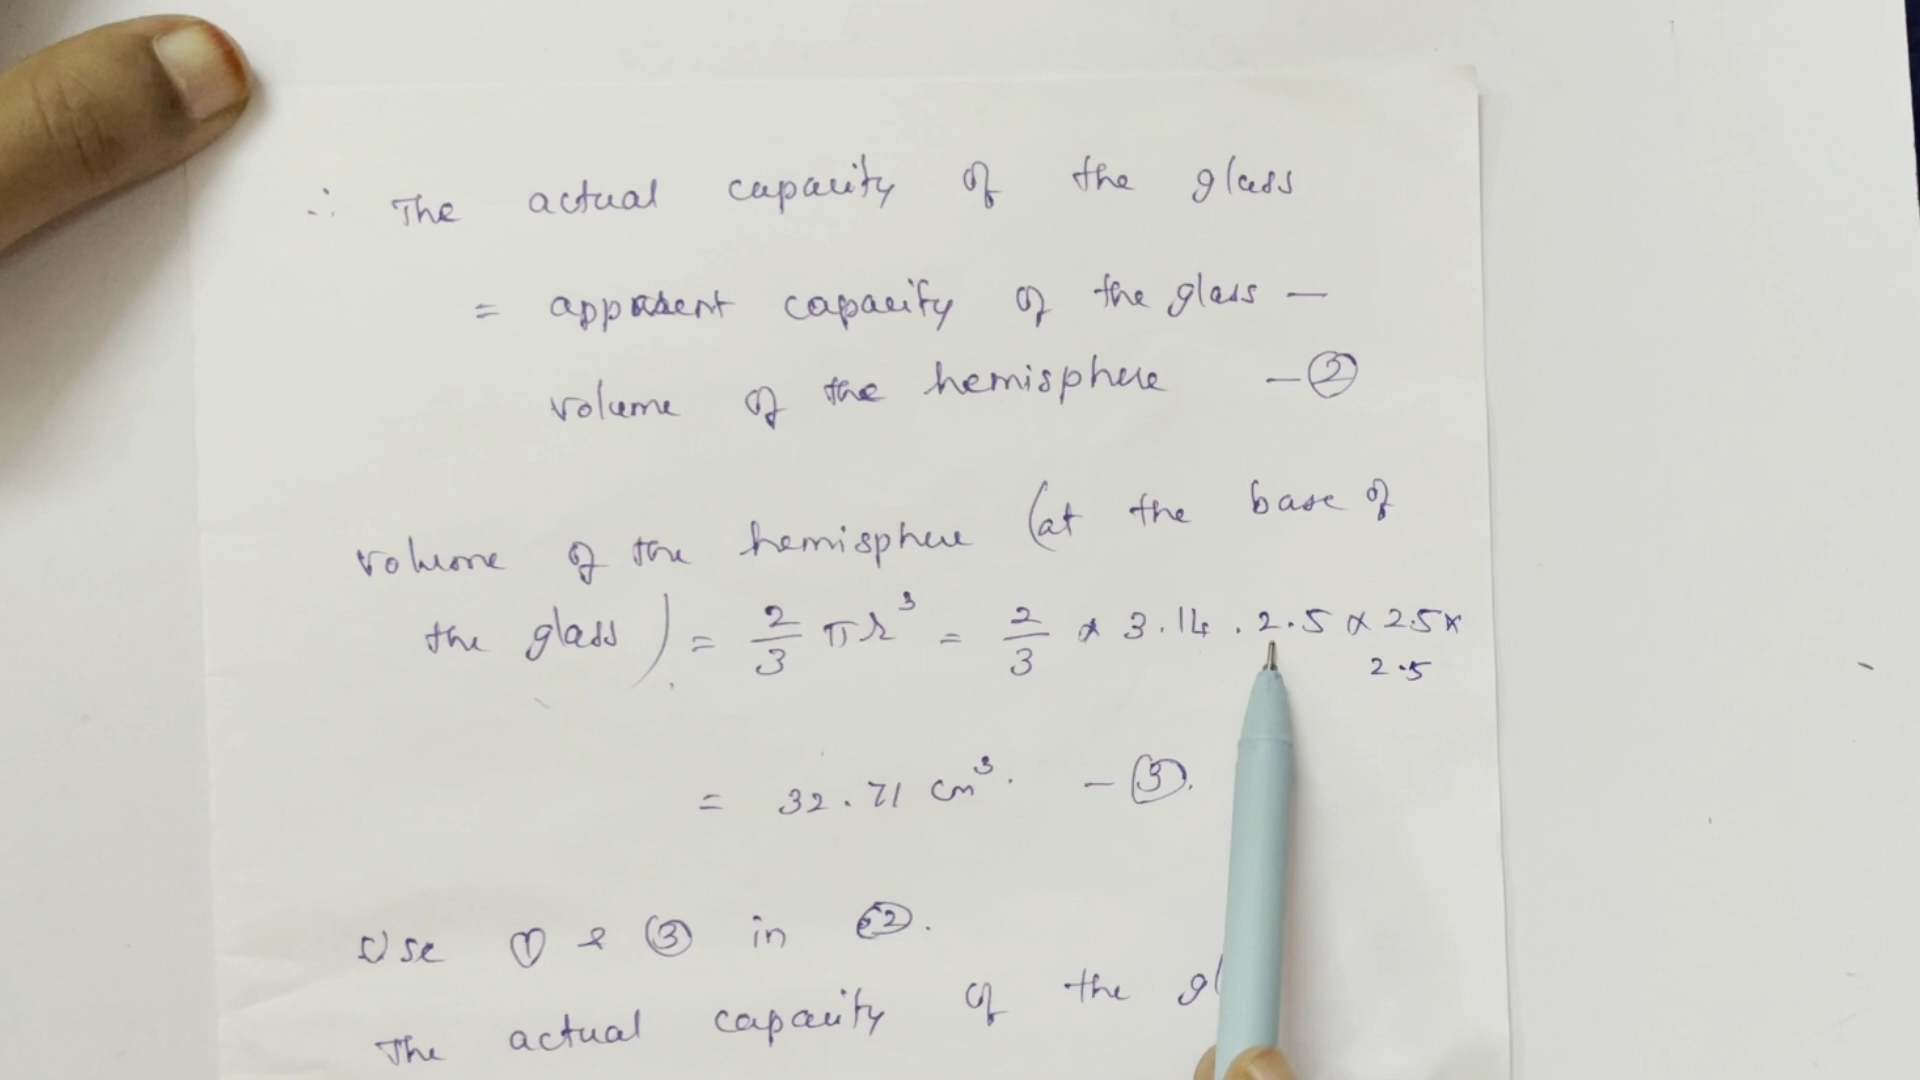 ∴ The actual capacity of the glass
= apparent capacity of the glass –
volume of the hemisphere – ②
volume of the hemisphere (at the base of
the glass) = 2/3 πr³ = 2/3 × 3.14 . 2.5 × 2.5 ×
2.5
= 32.71 cm³. – ③.
Use ① & ③ in ②.
The actual capacity of the gl